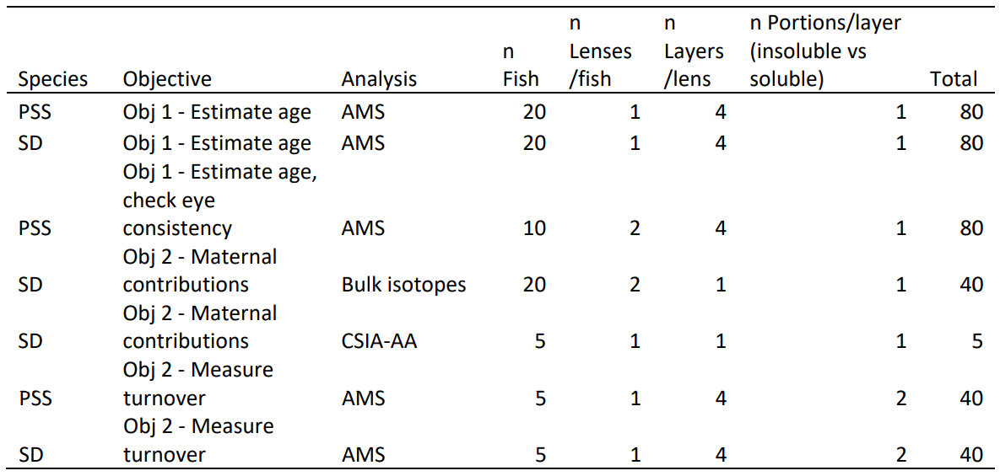 n
n
n
n Portions/layer
Lenses
Layers
(insoluble vs
n
Species Objective Analysis Fish /fish /lens soluble) Total
PSS Obj 1 - Estimate age AMS 20 1 4 1 80
SD Obj 1 - Estimate age AMS 20 1 4 1 80
Obj 1 - Estimate age,
check eye
PSS consistency AMS 10 2 4 1 80
Obj 2 - Maternal
SD contributions Bulk isotopes 20 2 1 1 40
Obj 2 - Maternal
SD contributions CSIA-AA 5 1 1 1 5
Obj 2 - Measure
PSS turnover AMS 5 1 4 2 40
Obj 2 - Measure
SD turnover AMS 5 1 4 2 40